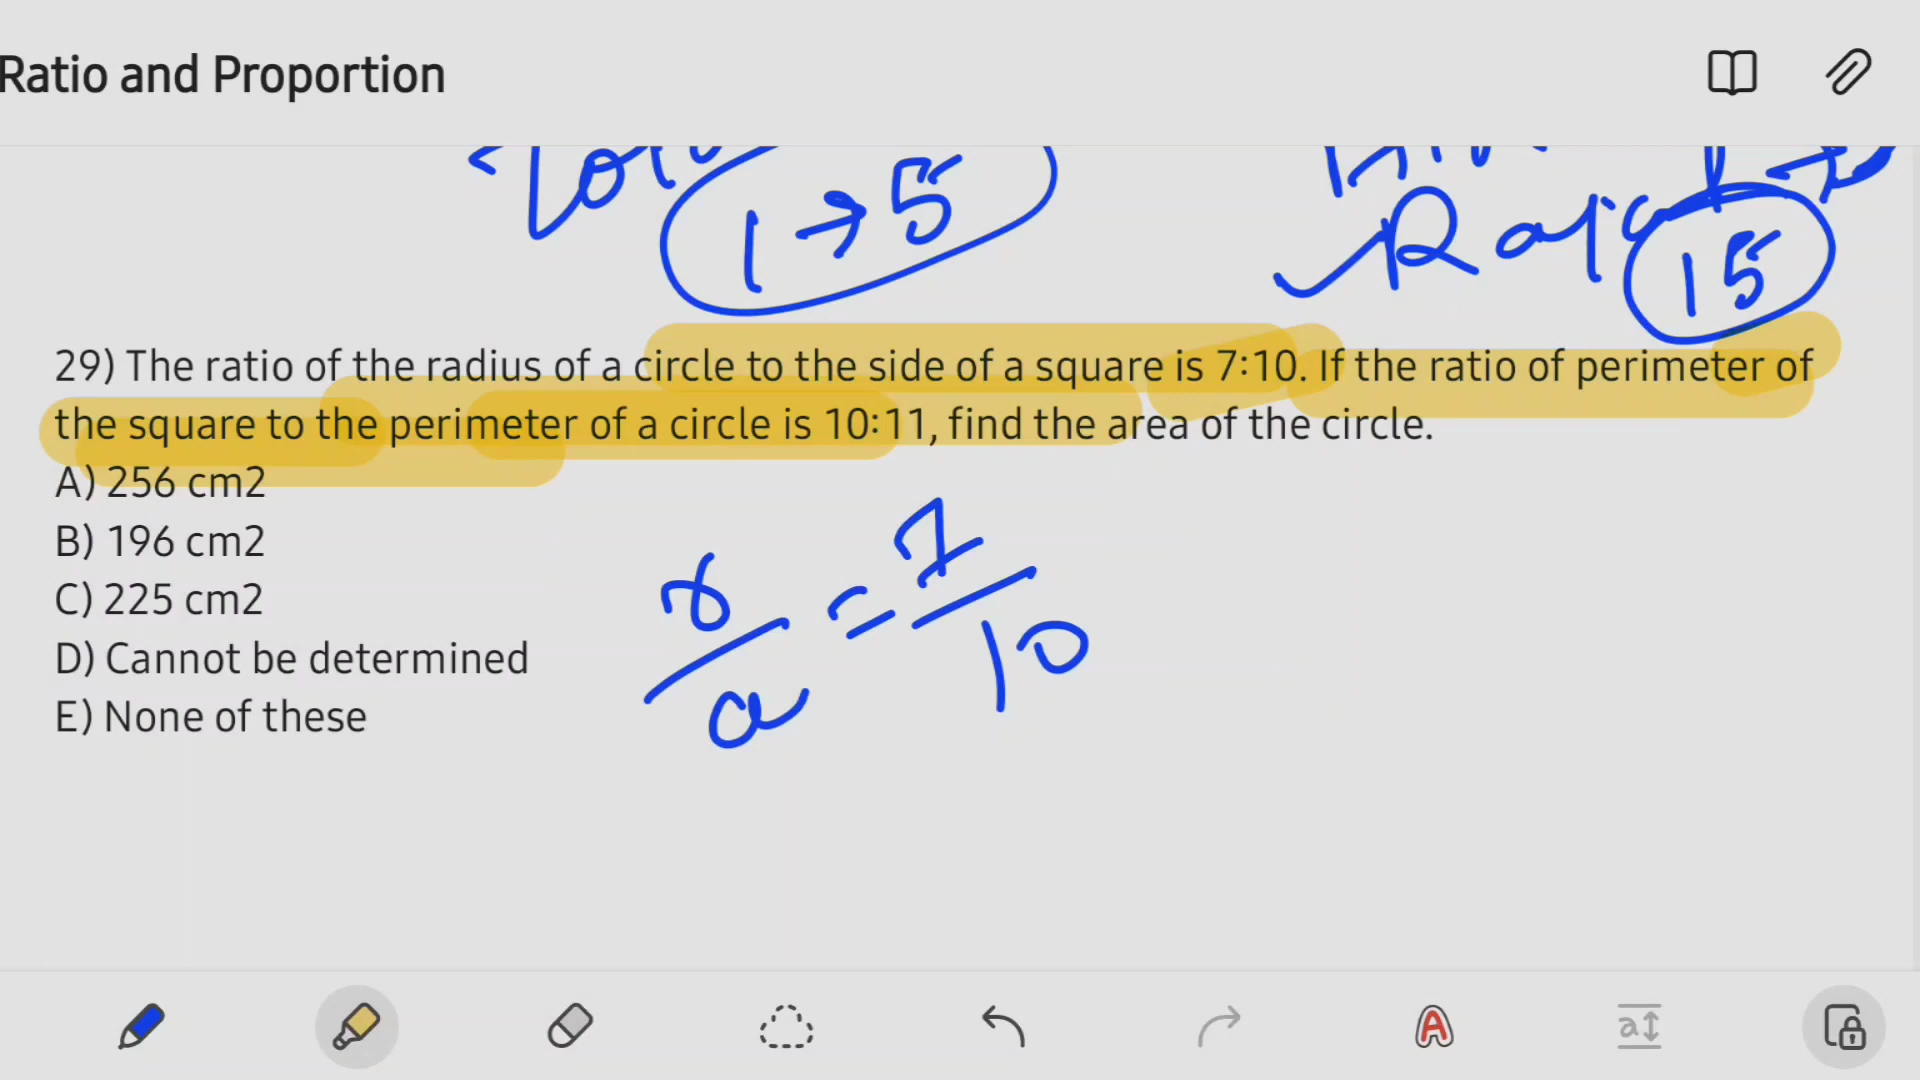 Ratio and Proportion
1 → 5
15
29) The ratio of the radius of a circle to the side of a square is 7:10. If the ratio of perimeter of
the square to the perimeter of a circle is 10:11, find the area of the circle.
A) 256 cm2
B) 196 cm2
C) 225 cm2
D) Cannot be determined
E) None of these
r/a = 7/10
A
a